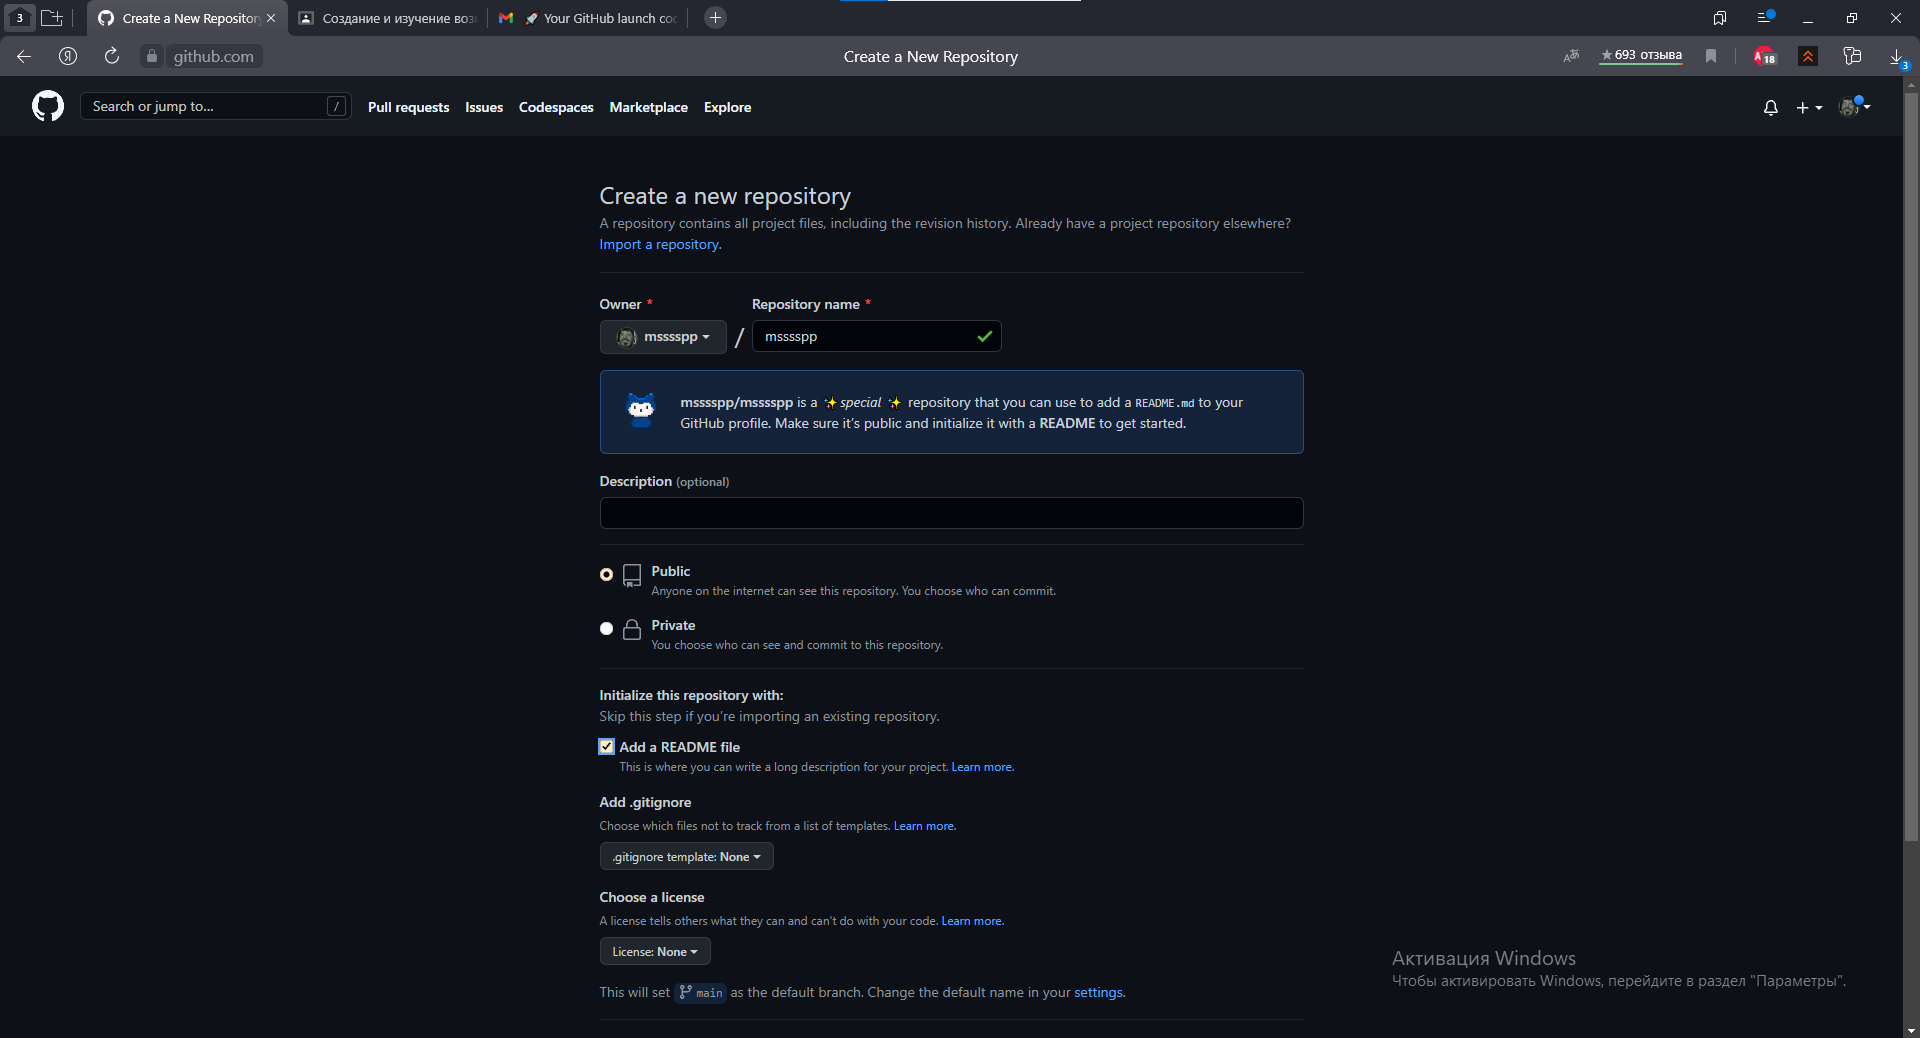 3
Create a New Repository
Создание и изучение воз
🚀 Your GitHub launch co
github.com
Create a New Repository
★ 693 отзыва
18
3
Search or jump to...
/
Pull requests
Issues
Codespaces
Marketplace
Explore
Create a new repository
A repository contains all project files, including the revision history. Already have a project repository elsewhere?
Import a repository.
Owner *
Repository name *
msssspp
/
msssspp
msssspp/msssspp is a ✨special ✨ repository that you can use to add a README.md to your
GitHub profile. Make sure it's public and initialize it with a README to get started.
Description (optional)
Public
Anyone on the internet can see this repository. You choose who can commit.
Private
You choose who can see and commit to this repository.
Initialize this repository with:
Skip this step if you're importing an existing repository.
Add a README file
This is where you can write a long description for your project. Learn more.
Add .gitignore
Choose which files not to track from a list of templates. Learn more.
.gitignore template: None
Choose a license
A license tells others what they can and can't do with your code. Learn more.
License: None
This will set main as the default branch. Change the default name in your settings.
Активация Windows
Чтобы активировать Windows, перейдите в раздел "Параметры".